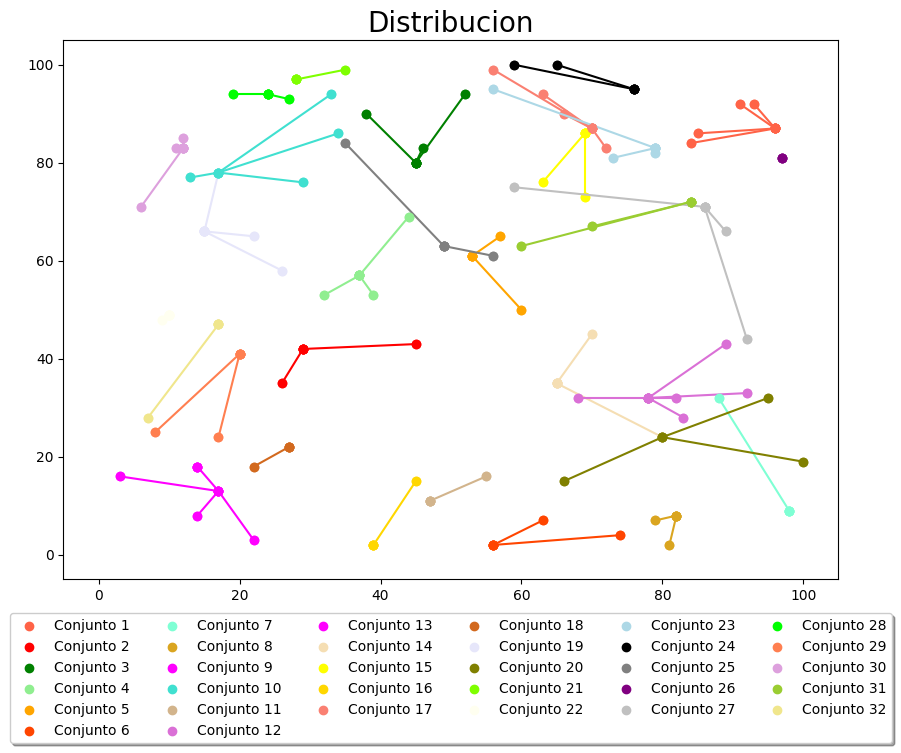 Distribucion
100
80
60
40
20
0
0 20 40 60 80 100
Conjunto 1 Conjunto 7 Conjunto 13 Conjunto 18 Conjunto 23 Conjunto 28
Conjunto 2 Conjunto 8 Conjunto 14 Conjunto 19 Conjunto 24 Conjunto 29
Conjunto 3 Conjunto 9 Conjunto 15 Conjunto 20 Conjunto 25 Conjunto 30
Conjunto 4 Conjunto 10 Conjunto 16 Conjunto 21 Conjunto 26 Conjunto 31
Conjunto 5 Conjunto 11 Conjunto 17 Conjunto 22 Conjunto 27 Conjunto 32
Conjunto 6 Conjunto 12